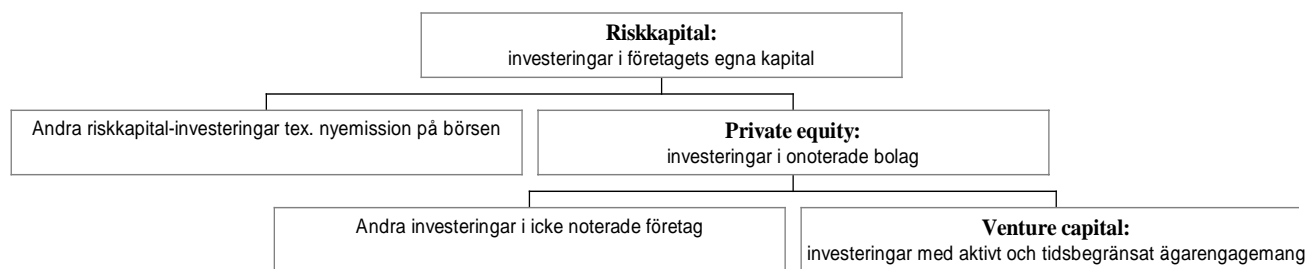 Riskkapital:
investeringar i företagets egna kapital
Andra riskkapital-investeringar tex. nyemission på börsen
Private equity:
investeringar i onoterade bolag
Andra investeringar i icke noterade företag
Venture capital:
investeringar med aktivt och tidsbegränsat ägarengagemang